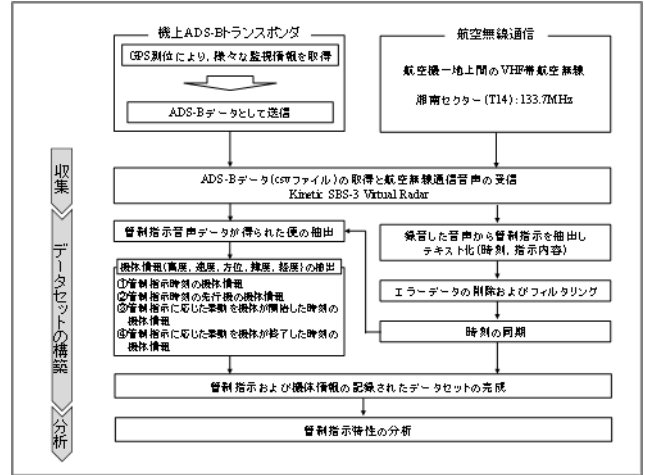 機上ADS-Bトランスポンダ
GPS測位により、様々な監視情報を取得
ADS-Bデータとして送信
航空無線通信
航空機ー地上間のVHF帯航空無線
湘南セクター(T14):133.7MHz
収集
データセットの構築
分析
ADS-Bデータ(csvファイル)の取得と航空無線通信音声の受信
Kinetic SBS-3 Virtual Radar
管制指示音声データが得られた便の抽出
機体情報(高度, 速度, 方位, 緯度, 経度)の抽出
①管制指示時刻の機体情報
②管制指示時刻の先行機の機体情報
③管制指示に応じた挙動を機体が開始した時刻の
機体情報
④管制指示に応じた挙動を機体が終了した時刻の
機体情報
録音した音声から管制指示を抽出し
テキスト化(時刻, 指示内容)
エラーデータの削除およびフィルタリング
時刻の同期
管制指示および機体情報の記録されたデータセットの完成
管制指示特性の分析